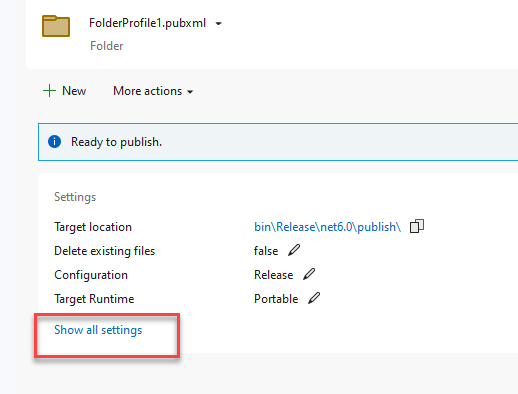 FolderProfile1.pubxml
Folder
New More actions
Ready to publish.
Settings
Target location bin\Release\net6.0\publish\
Delete existing files false
Configuration Release
Target Runtime Portable
Show all settings